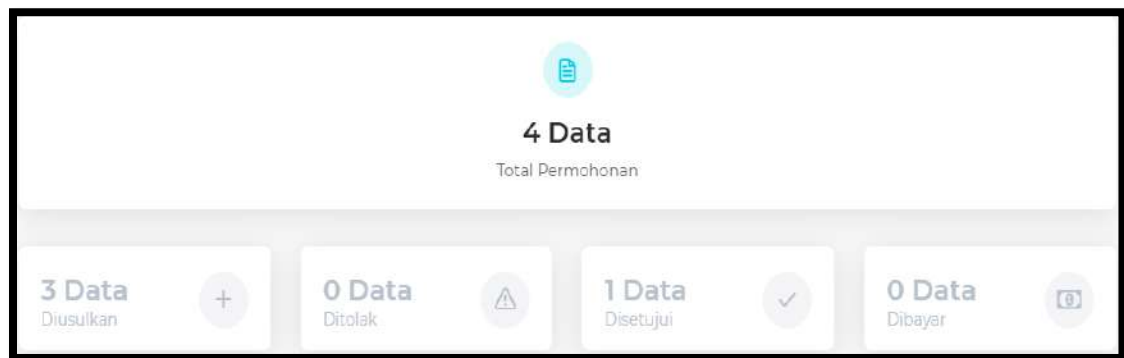 4 Data
Total Permohonan
3 Data
Diusulkan
0 Data
Ditolak
1 Data
Disetujui
0 Data
Dibayar